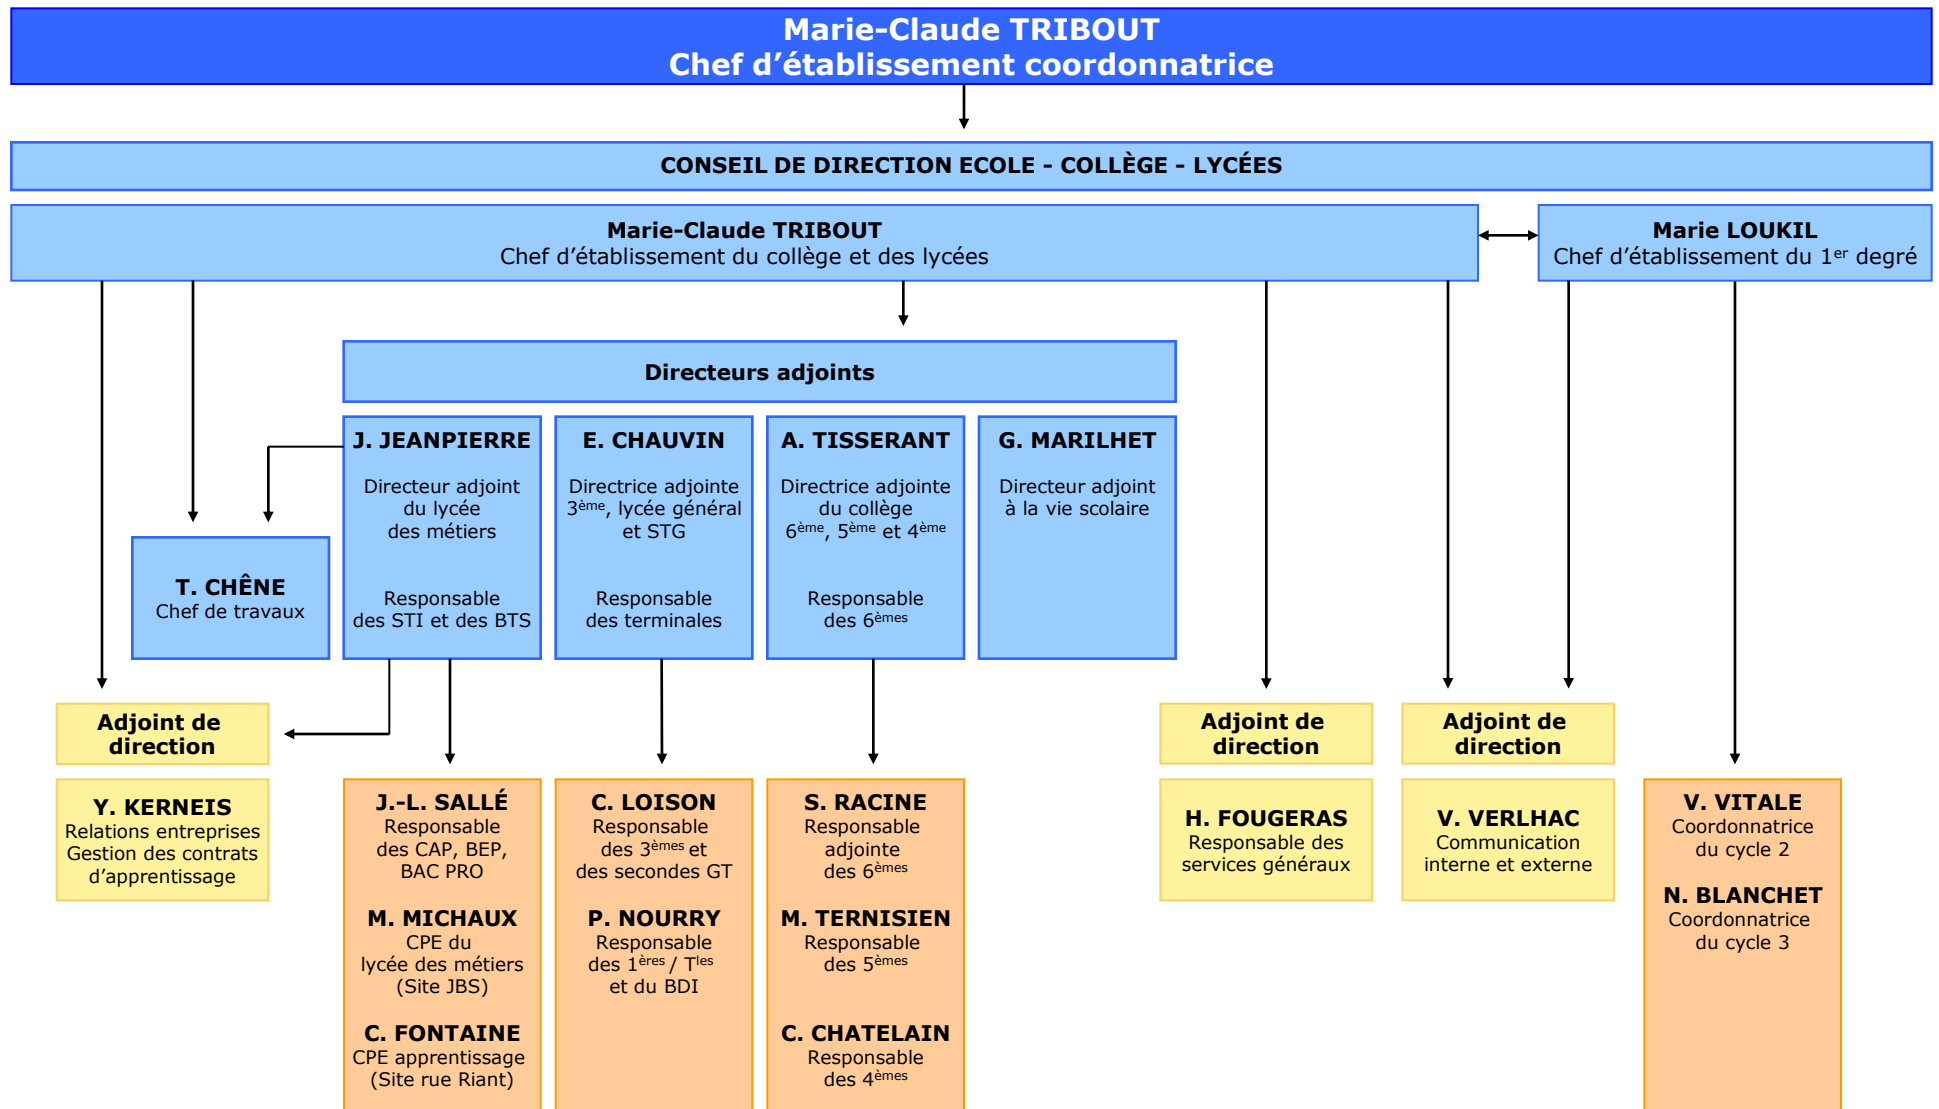 Marie-Claude TRIBOUT
Chef d’établissement coordonnatrice
CONSEIL DE DIRECTION ECOLE - COLLÈGE - LYCÉES
Marie-Claude TRIBOUT
Chef d’établissement du collège et des lycées
Marie LOUKIL
Chef d’établissement du 1er degré
Directeurs adjoints
J. JEANPIERRE
Directeur adjoint
du lycée
des métiers
Responsable
des STI et des BTS
E. CHAUVIN
Directrice adjointe
3ème, lycée général
et STG
Responsable
des terminales
A. TISSERANT
Directrice adjointe
du collège
6ème, 5ème et 4ème
Responsable
des 6èmes
G. MARILHET
Directeur adjoint
à la vie scolaire
T. CHÊNE
Chef de travaux
Adjoint de
direction
Y. KERNEIS
Relations entreprises
Gestion des contrats
d’apprentissage
J.-L. SALLÉ
Responsable
des CAP, BEP,
BAC PRO
M. MICHAUX
CPE du
lycée des métiers
(Site JBS)
C. FONTAINE
CPE apprentissage
(Site rue Riant)
C. LOISON
Responsable
des 3èmes et
des secondes GT
P. NOURRY
Responsable
des 1ères / Tles
et du BDI
S. RACINE
Responsable
adjointe
des 6èmes
M. TERNISIEN
Responsable
des 5èmes
C. CHATELAIN
Responsable
des 4èmes
Adjoint de
direction
H. FOUGERAS
Responsable des
services généraux
Adjoint de
direction
V. VERLHAC
Communication
interne et externe
V. VITALE
Coordonnatrice
du cycle 2
N. BLANCHET
Coordonnatrice
du cycle 3